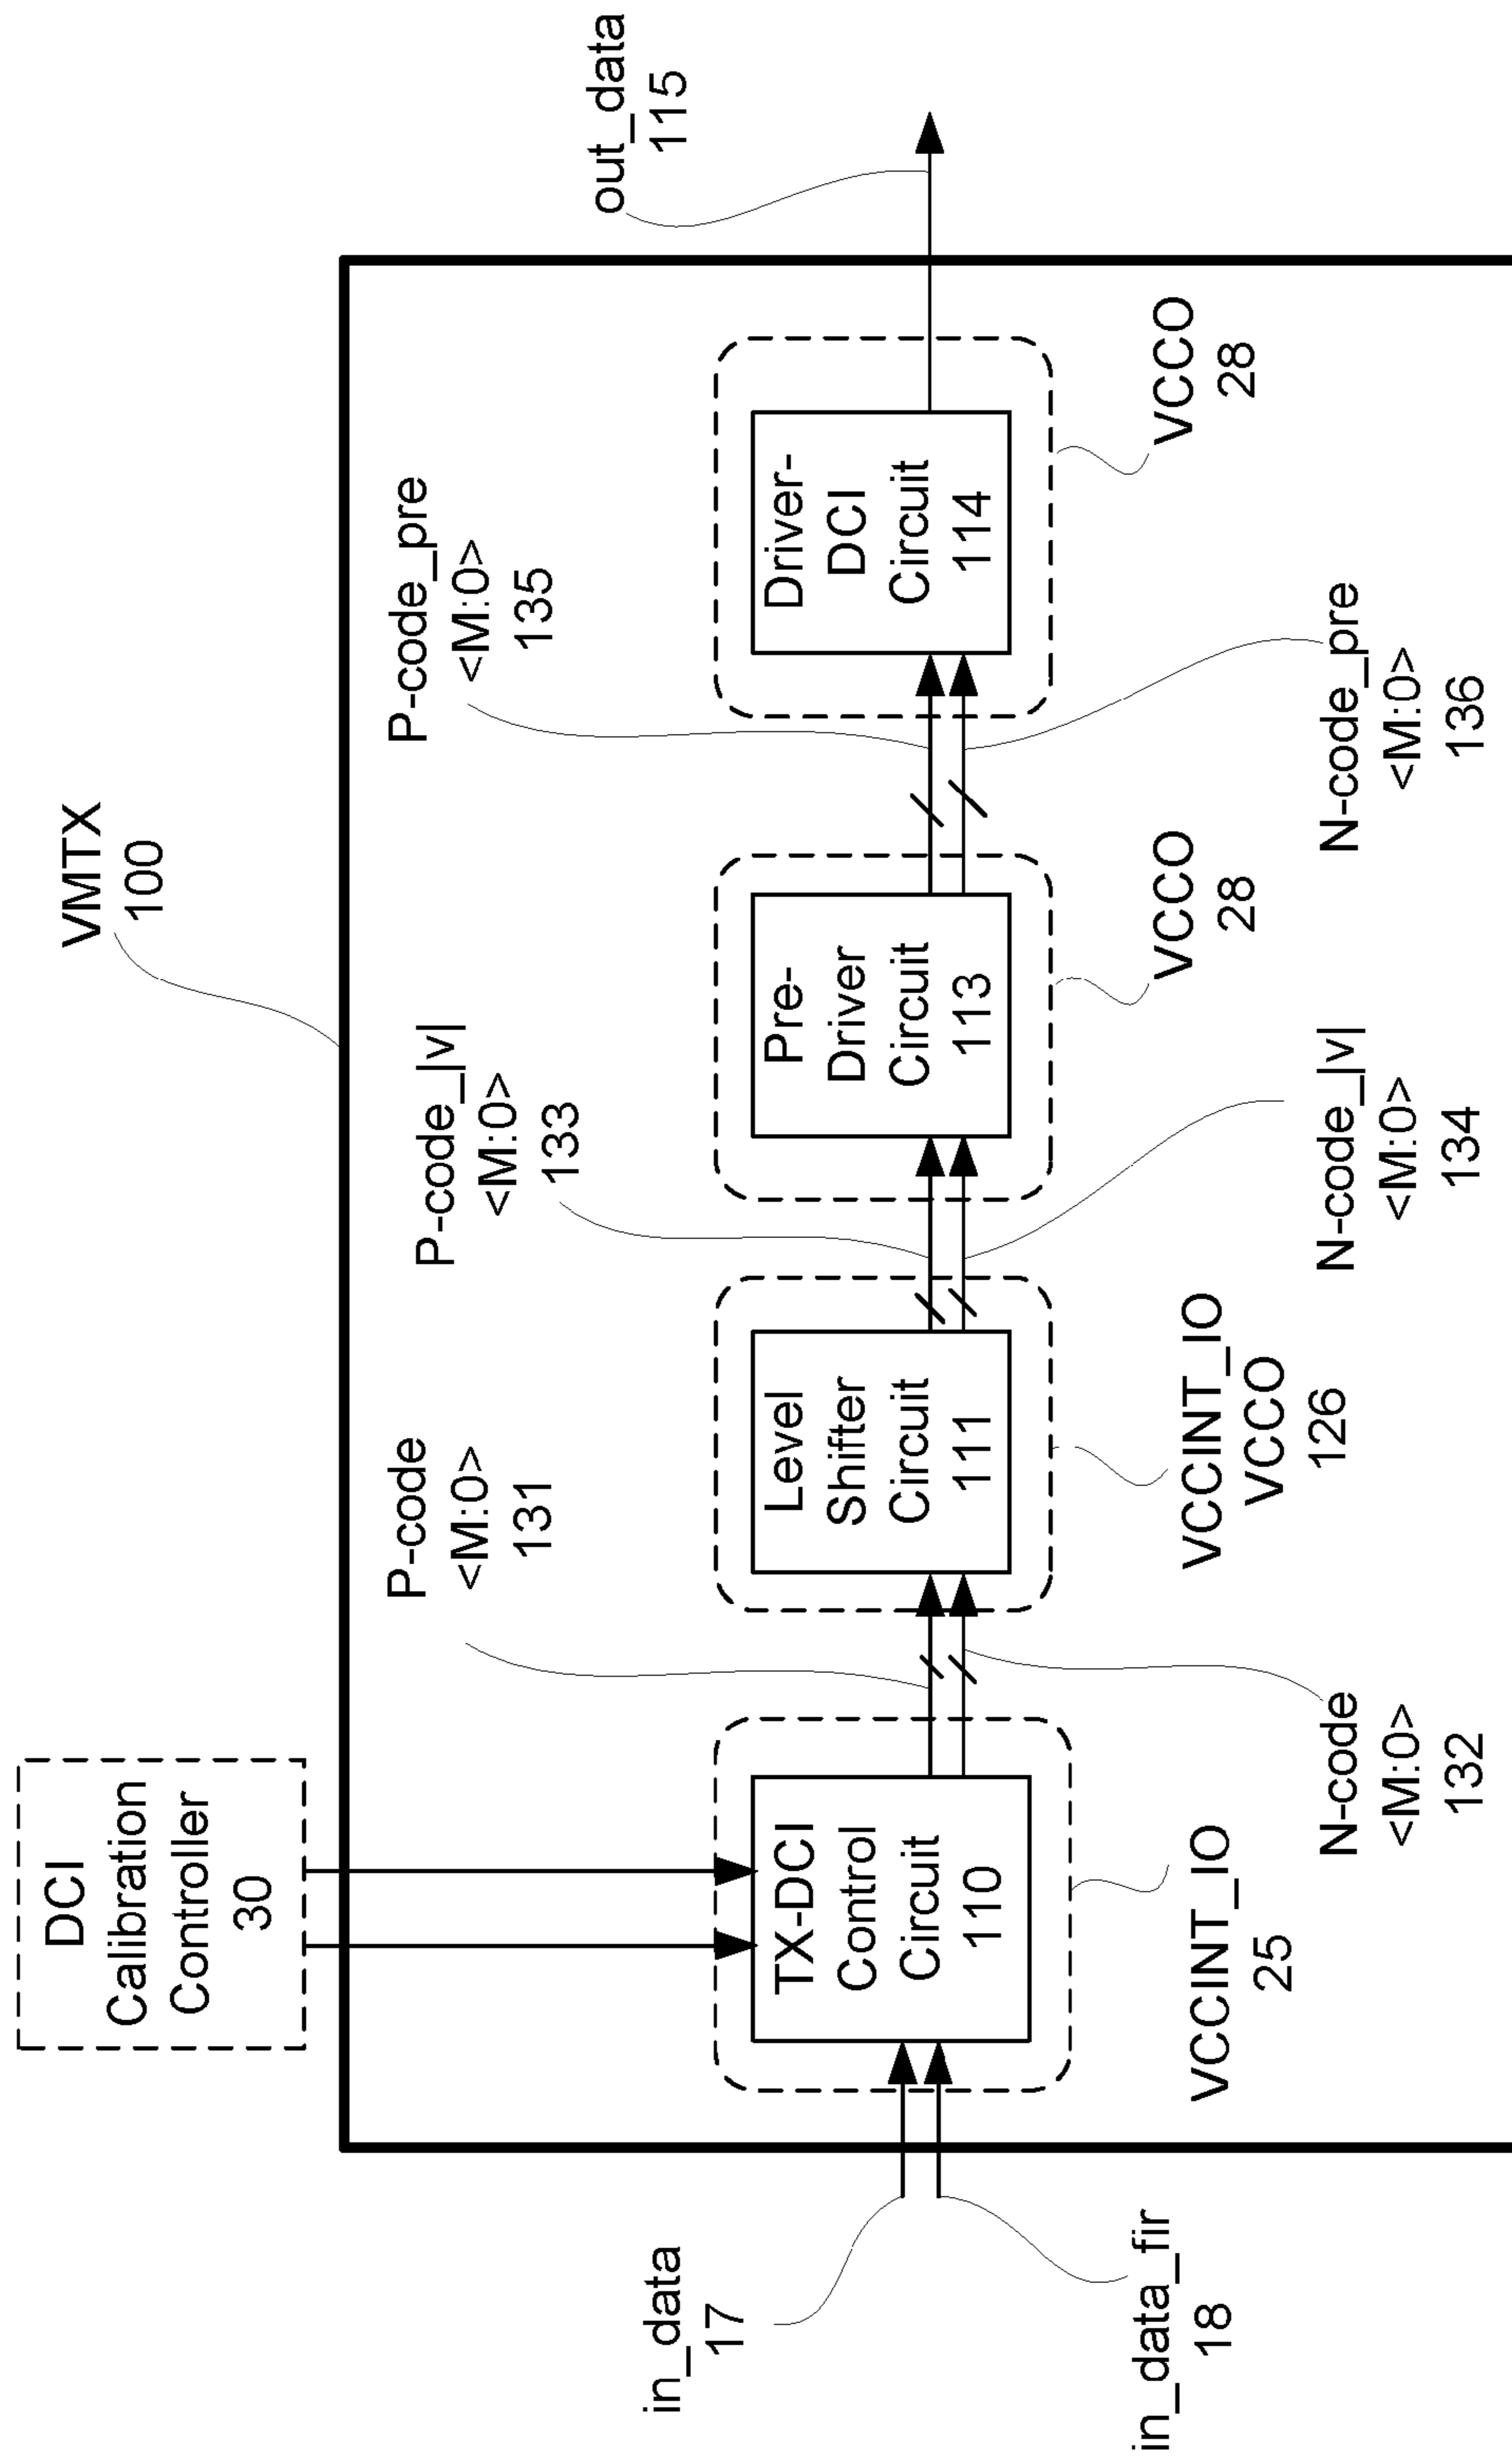 VMTX
100
DCI
Calibration
Controller
30
P-code
<M:0>
131
P-code_|v|
<M:0>
133
P-code_pre
<M:0>
135
out_data
115
in_data
17
in_data_fir
18
TX-DCI
Control
Circuit
110
Level
Shifter
Circuit
111
Pre-
Driver
Circuit
113
Driver-
DCI
Circuit
114
VCCINT_IO
25
VCCINT_IO
VCCO
126
VCCO
28
VCCO
28
N-code
<M:0>
132
N-code_|v|
<M:0>
134
N-code_pre
<M:0>
136